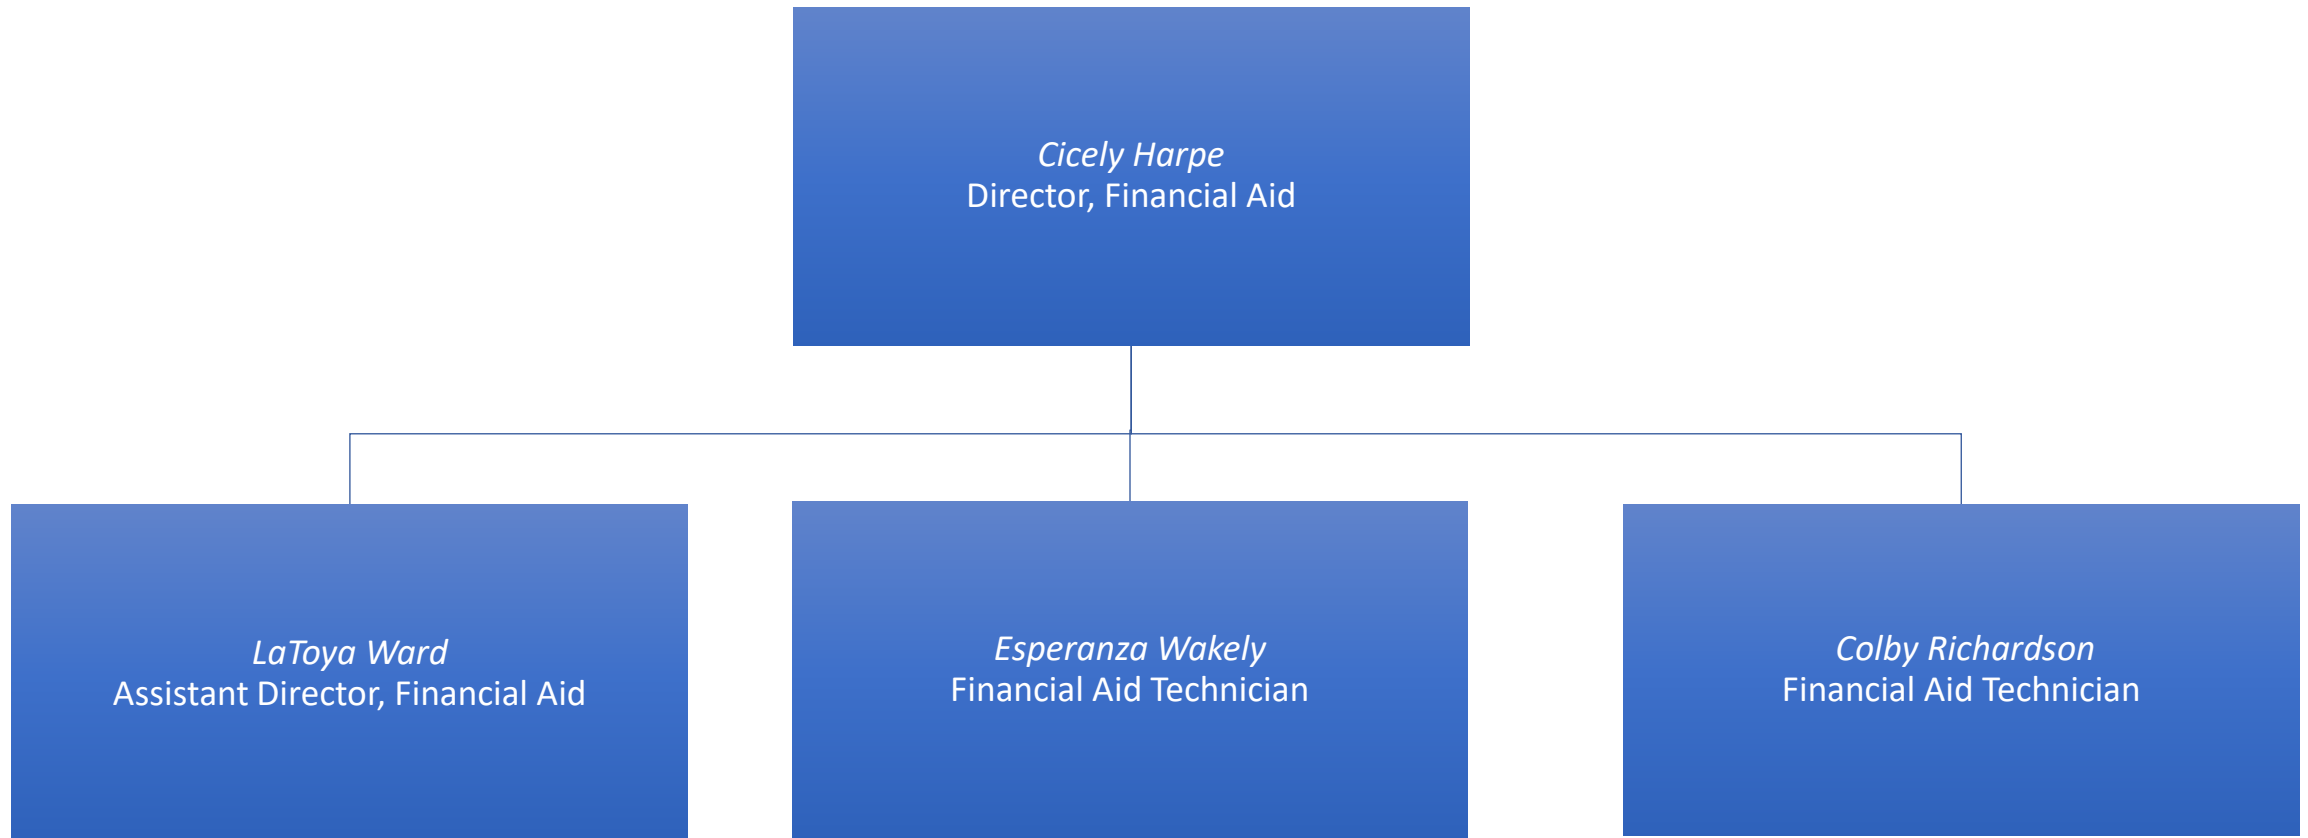 Cicely Harpe
Director, Financial Aid
LaToya Ward
Assistant Director, Financial Aid
Esperanza Wakely
Financial Aid Technician
Colby Richardson
Financial Aid Technician